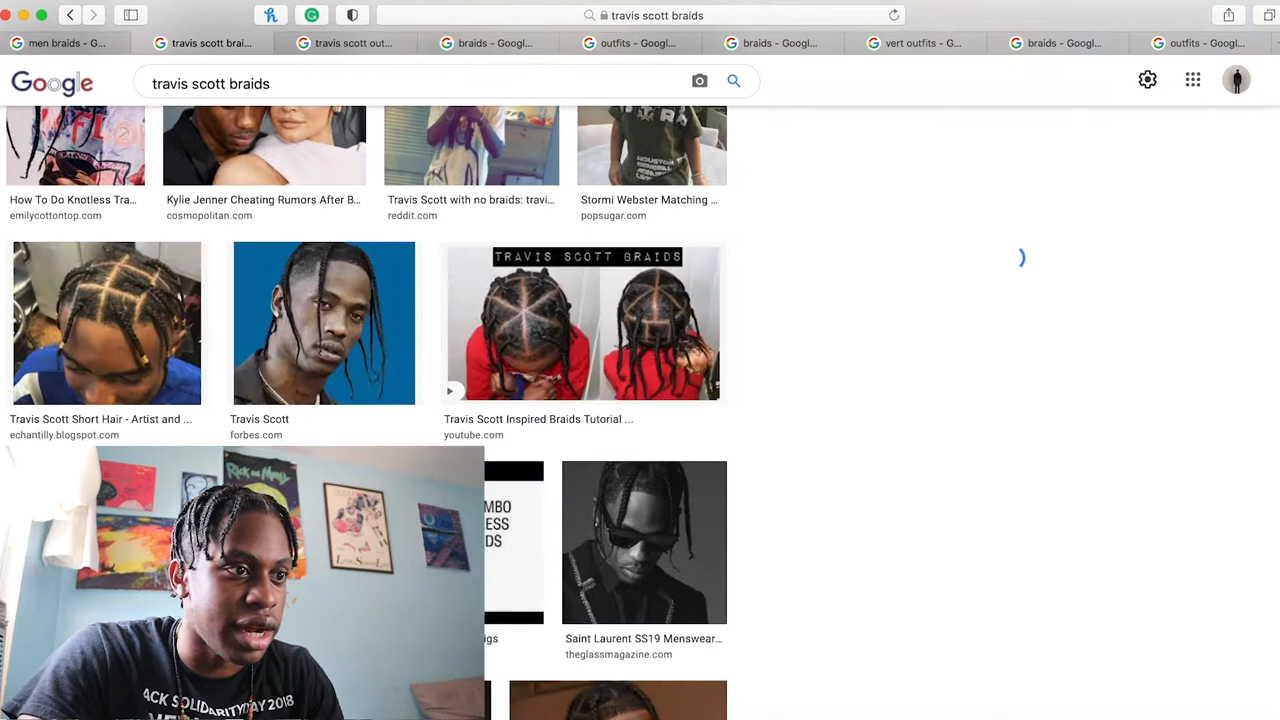 travis scott braids
men braids - G...
travis scott brai...
travis scott out...
braids - Googl...
outfits - Googl...
braids - Googl...
vert outfits - G...
braids - Googl...
outfits - Googl...
Google
travis scott braids
How To Do Knotless Tra...
emilycottontop.com
Kylie Jenner Cheating Rumors After B...
cosmopolitan.com
Travis Scott with no braids: travi...
reddit.com
HOUSTON
Stormi Webster Matching ...
popsugar.com
TRAVIS SCOTT BRAIDS
Travis Scott Short Hair - Artist and ...
echantilly.blogspot.com
Travis Scott
forbes.com
Travis Scott Inspired Braids Tutorial ...
youtube.com
Rick and Morty
MBO
ESS
DS
igs
Saint Laurent SS19 Menswear...
theglassmagazine.com
ACK SOLIDARITY DAY 2018